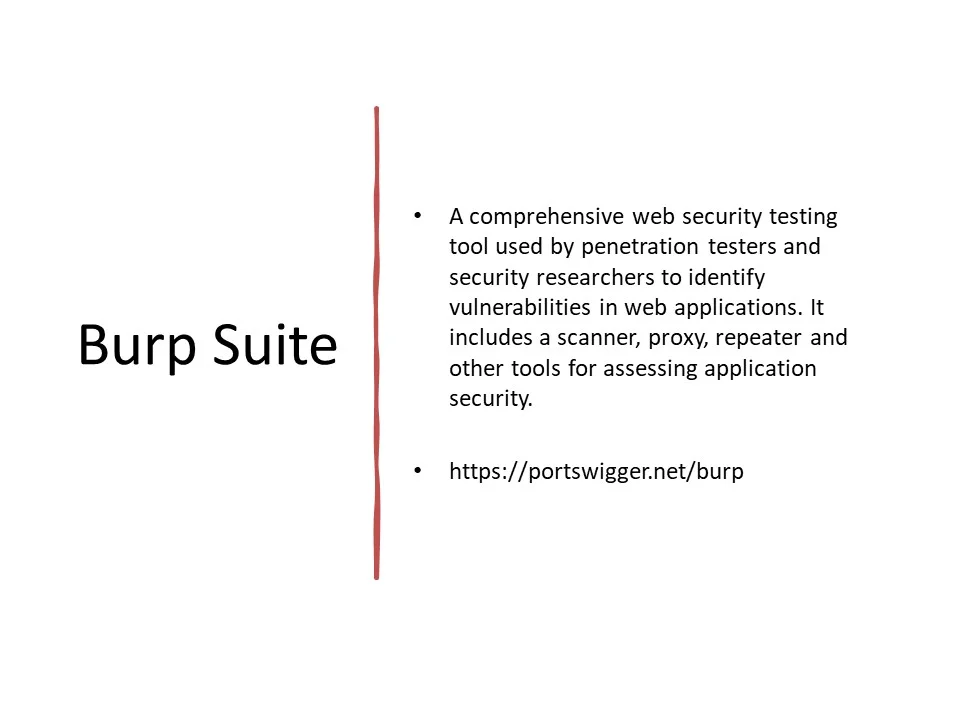 Burp Suite
• A comprehensive web security testing
tool used by penetration testers and
security researchers to identify
vulnerabilities in web applications. It
includes a scanner, proxy, repeater and
other tools for assessing application
security.
• https://portswigger.net/burp